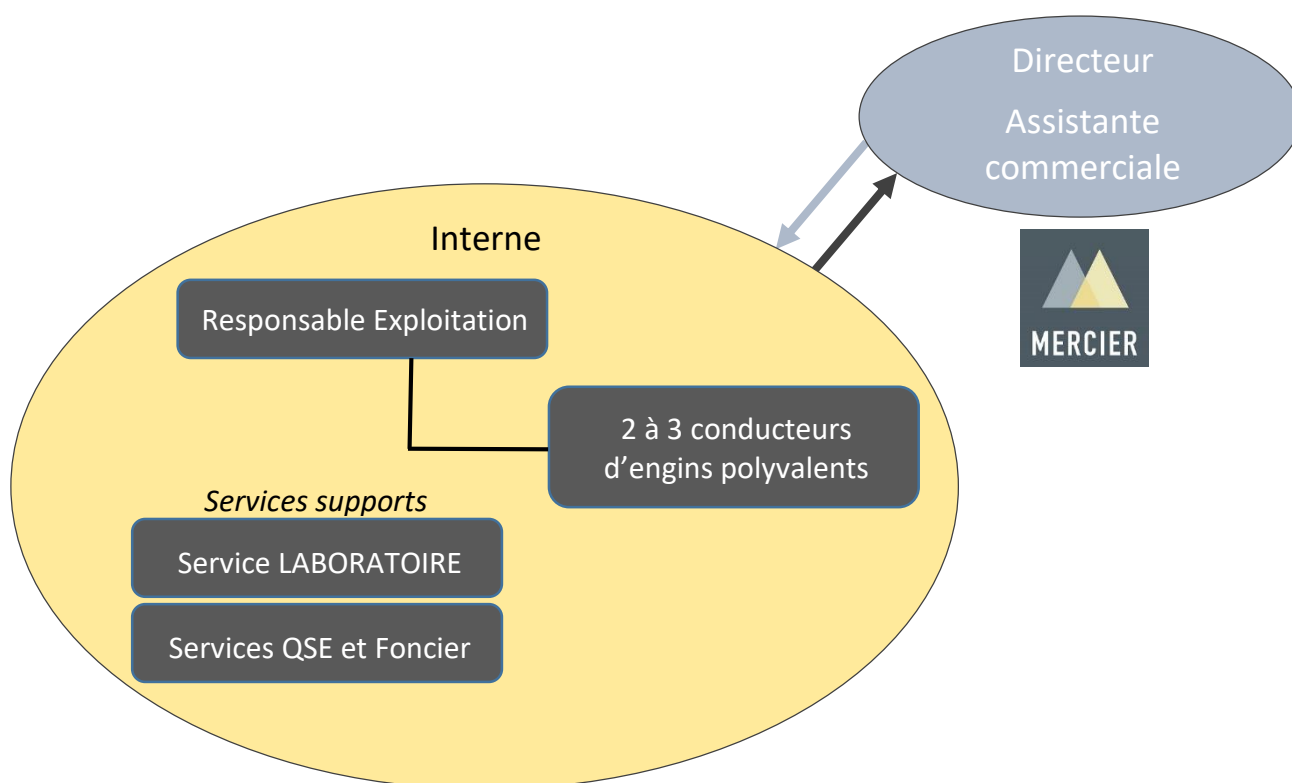 Directeur
Assistante
commerciale
MERCIER
Interne
Responsable Exploitation
2 à 3 conducteurs
d’engins polyvalents
Services supports
Service LABORATOIRE
Services QSE et Foncier